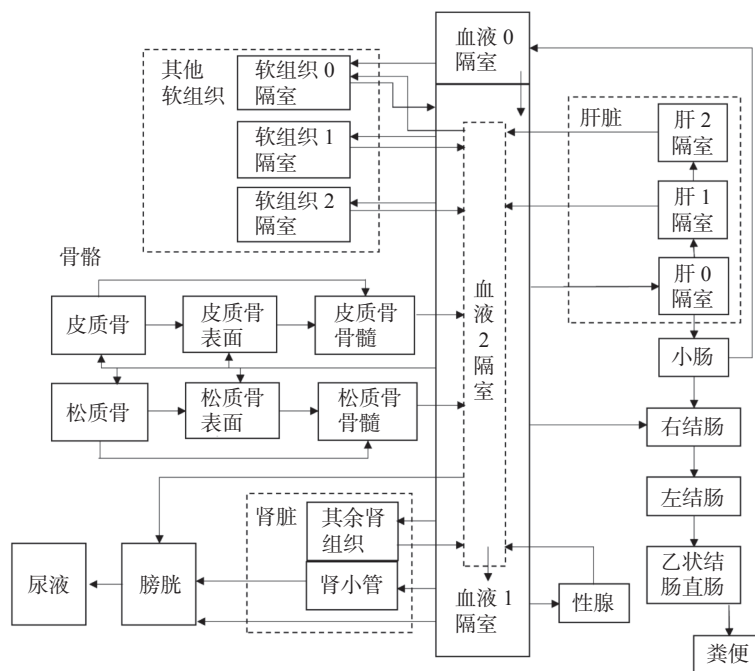 血液 0
隔室
其他
软组织
软组织 0
隔室
软组织 1
隔室
软组织 2
隔室
肝脏
肝 2
隔室
肝 1
隔室
肝 0
隔室
骨骼
皮质骨
皮质骨
表面
皮质骨
骨髓
松质骨
松质骨
表面
松质骨
骨髓
血
液
2
隔
室
小肠
右结肠
左结肠
乙状结
肠直肠
粪便
肾脏
其余肾
组织
肾小管
膀胱
尿液
血液 1
隔室
性腺